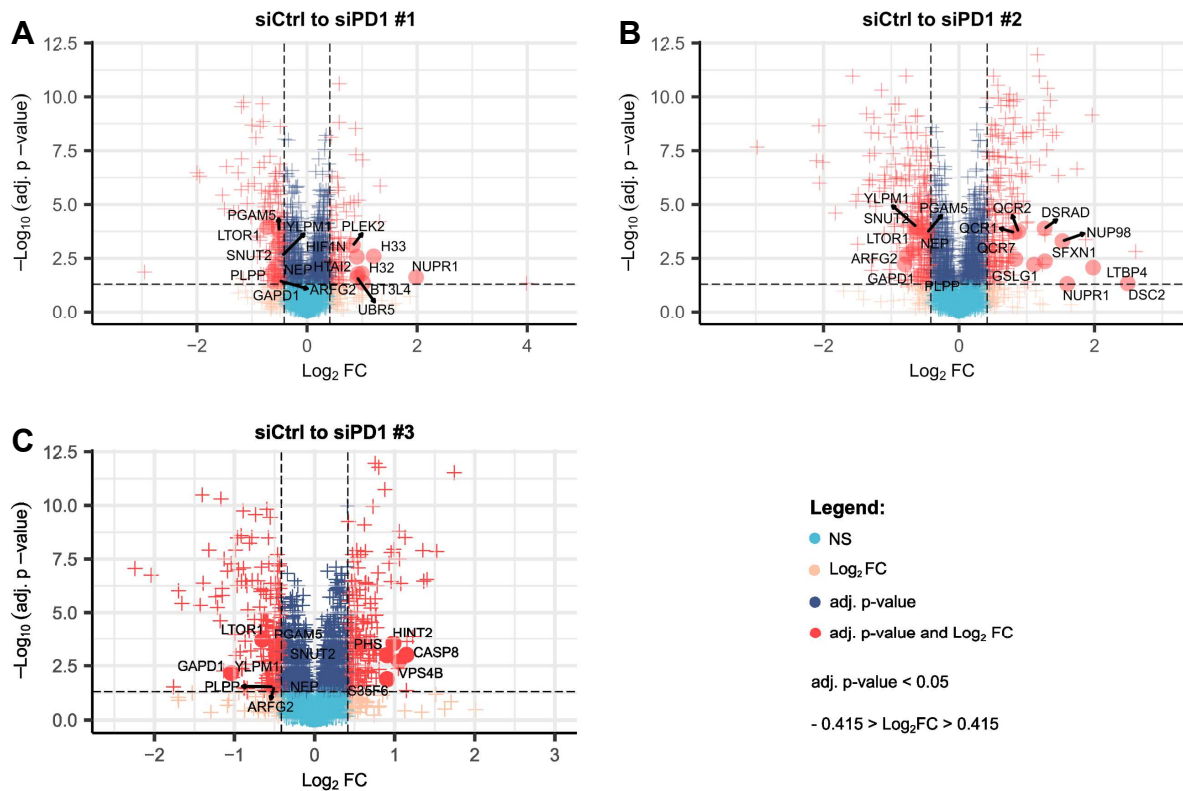 A
siCtrl to siPD1 #1
−Log10 (adj. p −value)
12.5
10.0
7.5
5.0
2.5
0.0
PGAM5
YLPM1
PLEK2
LTOR1
HIF1N
H33
SNUT2
NEP
HTAI2
H32
PLPP
NUPR1
GAPD1
ARFG2
BT3L4
UBR5
−2
0
2
4
Log2 FC
B
siCtrl to siPD1 #2
−Log10 (adj. p −value)
12.5
10.0
7.5
5.0
2.5
0.0
YLPM1
PGAM5
QCR2
DSRAD
SNUT2
QCR1
NUP98
LTOR1
NEP
QCR7
SFXN1
ARFG2
GAPD1
PLPP
GSLG1
LTBP4
NUPR1
DSC2
−2
0
2
Log2 FC
C
siCtrl to siPD1 #3
−Log10 (adj. p −value)
12.5
10.0
7.5
5.0
2.5
0.0
LTOR1
PGAM5
HINT2
SNUT2
PHS
CASP8
GAPD1
YLPM1
VPS4B
PLPP
NEP
S35F6
ARFG2
−2
−1
0
1
2
3
Log2 FC
Legend:
NS
Log2 FC
adj. p-value
adj. p-value and Log2 FC
adj. p-value < 0.05
- 0.415 > Log2FC > 0.415